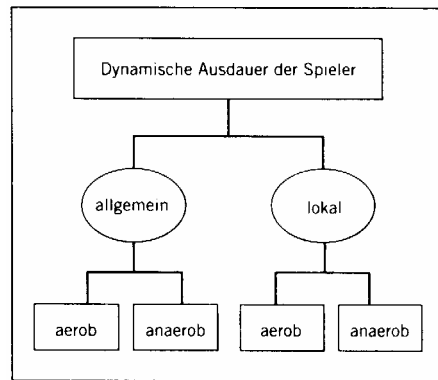 Dynamische Ausdauer der Spieler
allgemein lokal
aerob anaerob aerob anaerob